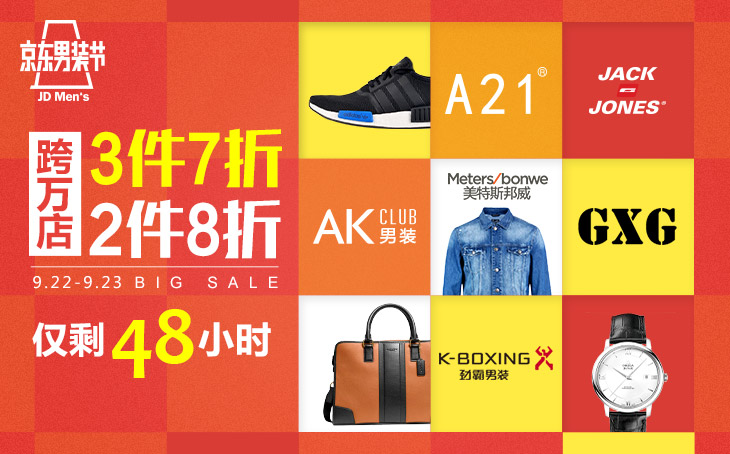 京东男装节
JD Men's
跨万店
3件7折
2件8折
9.22-9.23 BIG SALE
仅剩48小时
A21®
JACK
JONES®
AK CLUB
男装
Meters/bonwe
美特斯邦威
GXG
K-BOXING
劲霸男装
OMEGA